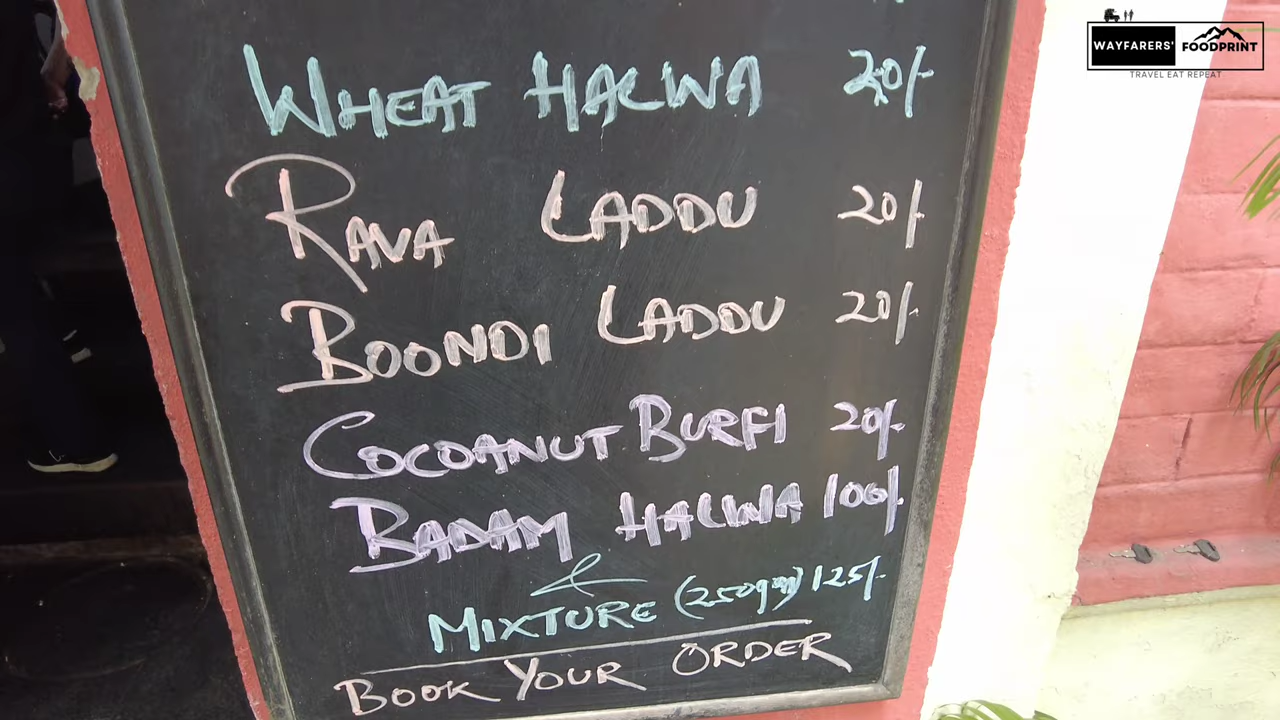 WAYFARERS' FOODPRINT
TRAVEL EAT REPEAT
WHEAT HALWA 20/-
RAVA LADDU 20/-
BOONDI LADDU 20/-
COCOANUT BURFI 20/-
BADAM HALWA 100/-
&
MIXTURE (250gm) 125/-
BOOK YOUR ORDER